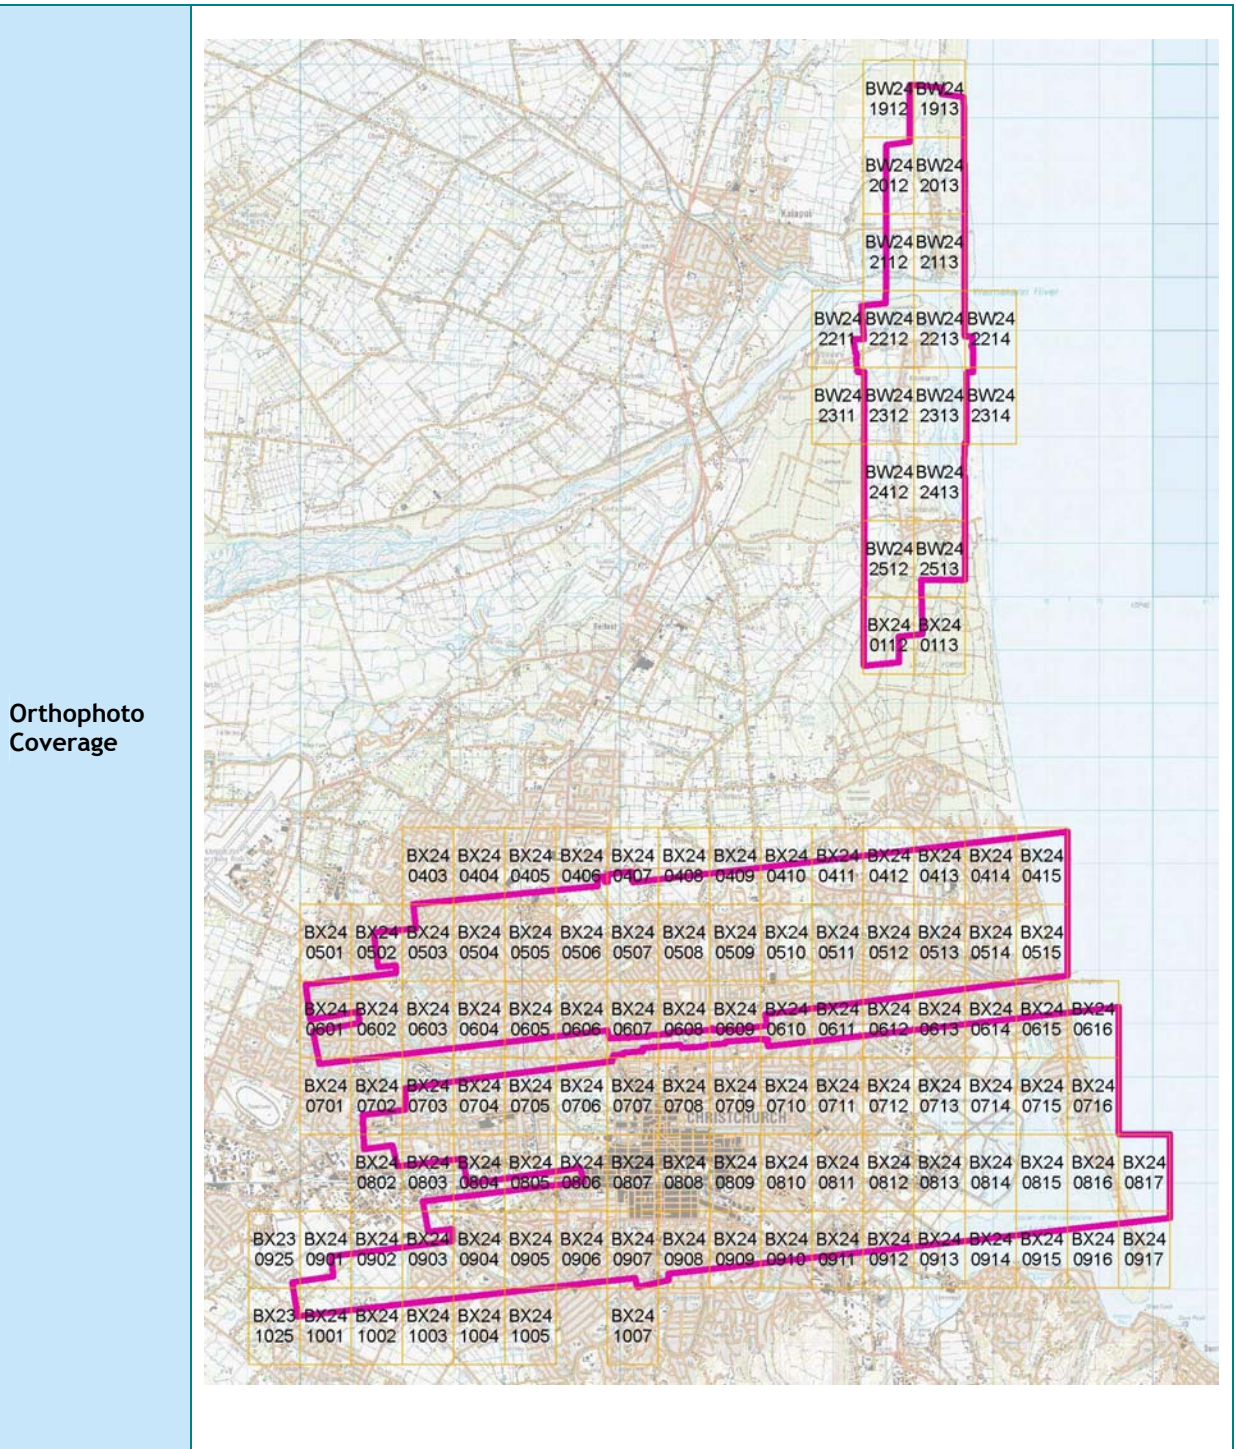 Orthophoto
Coverage
BW24 BW24
1912 1913
BW24 BW24
2012 2013
Kaiapoi
BW24 BW24
2112 2113
Waimakariri River
BW24 BW24 BW24 BW24
2211 2212 2213 2214
BW24 BW24 BW24 BW24
2311 2312 2313 2314
BW24 BW24
2412 2413
BW24 BW24
2512 2513
BX24 BX24
0112 0113
Belfast
BX24 BX24 BX24 BX24 BX24 BX24 BX24 BX24 BX24 BX24 BX24 BX24 BX24
0403 0404 0405 0406 0407 0408 0409 0410 0411 0412 0413 0414 0415
BX24 BX24 BX24 BX24 BX24 BX24 BX24 BX24 BX24 BX24 BX24 BX24 BX24 BX24 BX24
0501 0502 0503 0504 0505 0506 0507 0508 0509 0510 0511 0512 0513 0514 0515
BX24 BX24 BX24 BX24 BX24 BX24 BX24 BX24 BX24 BX24 BX24 BX24 BX24 BX24 BX24 BX24
0601 0602 0603 0604 0605 0606 0607 0608 0609 0610 0611 0612 0613 0614 0615 0616
BX24 BX24 BX24 BX24 BX24 BX24 BX24 BX24 BX24 BX24 BX24 BX24 BX24 BX24 BX24 BX24
0701 0702 0703 0704 0705 0706 0707 0708 0709 0710 0711 0712 0713 0714 0715 0716
CHRISTCHURCH
BX24 BX24 BX24 BX24 BX24 BX24 BX24 BX24 BX24 BX24 BX24 BX24 BX24 BX24 BX24 BX24
0802 0803 0804 0805 0806 0807 0808 0809 0810 0811 0812 0813 0814 0815 0816 0817
BX23 BX24 BX24 BX24 BX24 BX24 BX24 BX24 BX24 BX24 BX24 BX24 BX24 BX24 BX24 BX24 BX24 BX24
0925 0901 0902 0903 0904 0905 0906 0907 0908 0909 0910 0911 0912 0913 0914 0915 0916 0917
BX23 BX24 BX24 BX24 BX24 BX24 BX24
1025 1001 1002 1003 1004 1005 1007